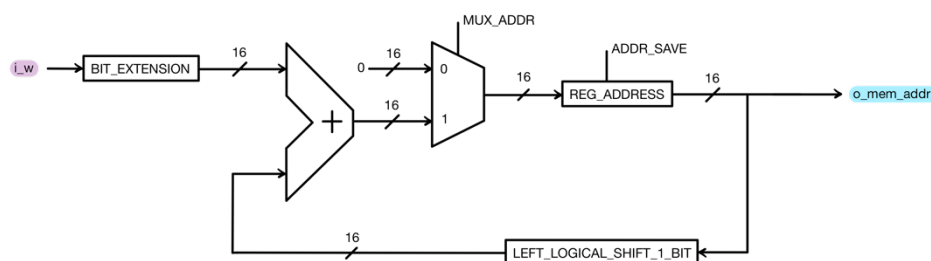 MUX_ADDR
ADDR_SAVE
i_w
BIT_EXTENSION
16
0
16
0
16
1
16
REG_ADDRESS
16
o_mem_addr
+
16
LEFT_LOGICAL_SHIFT_1_BIT